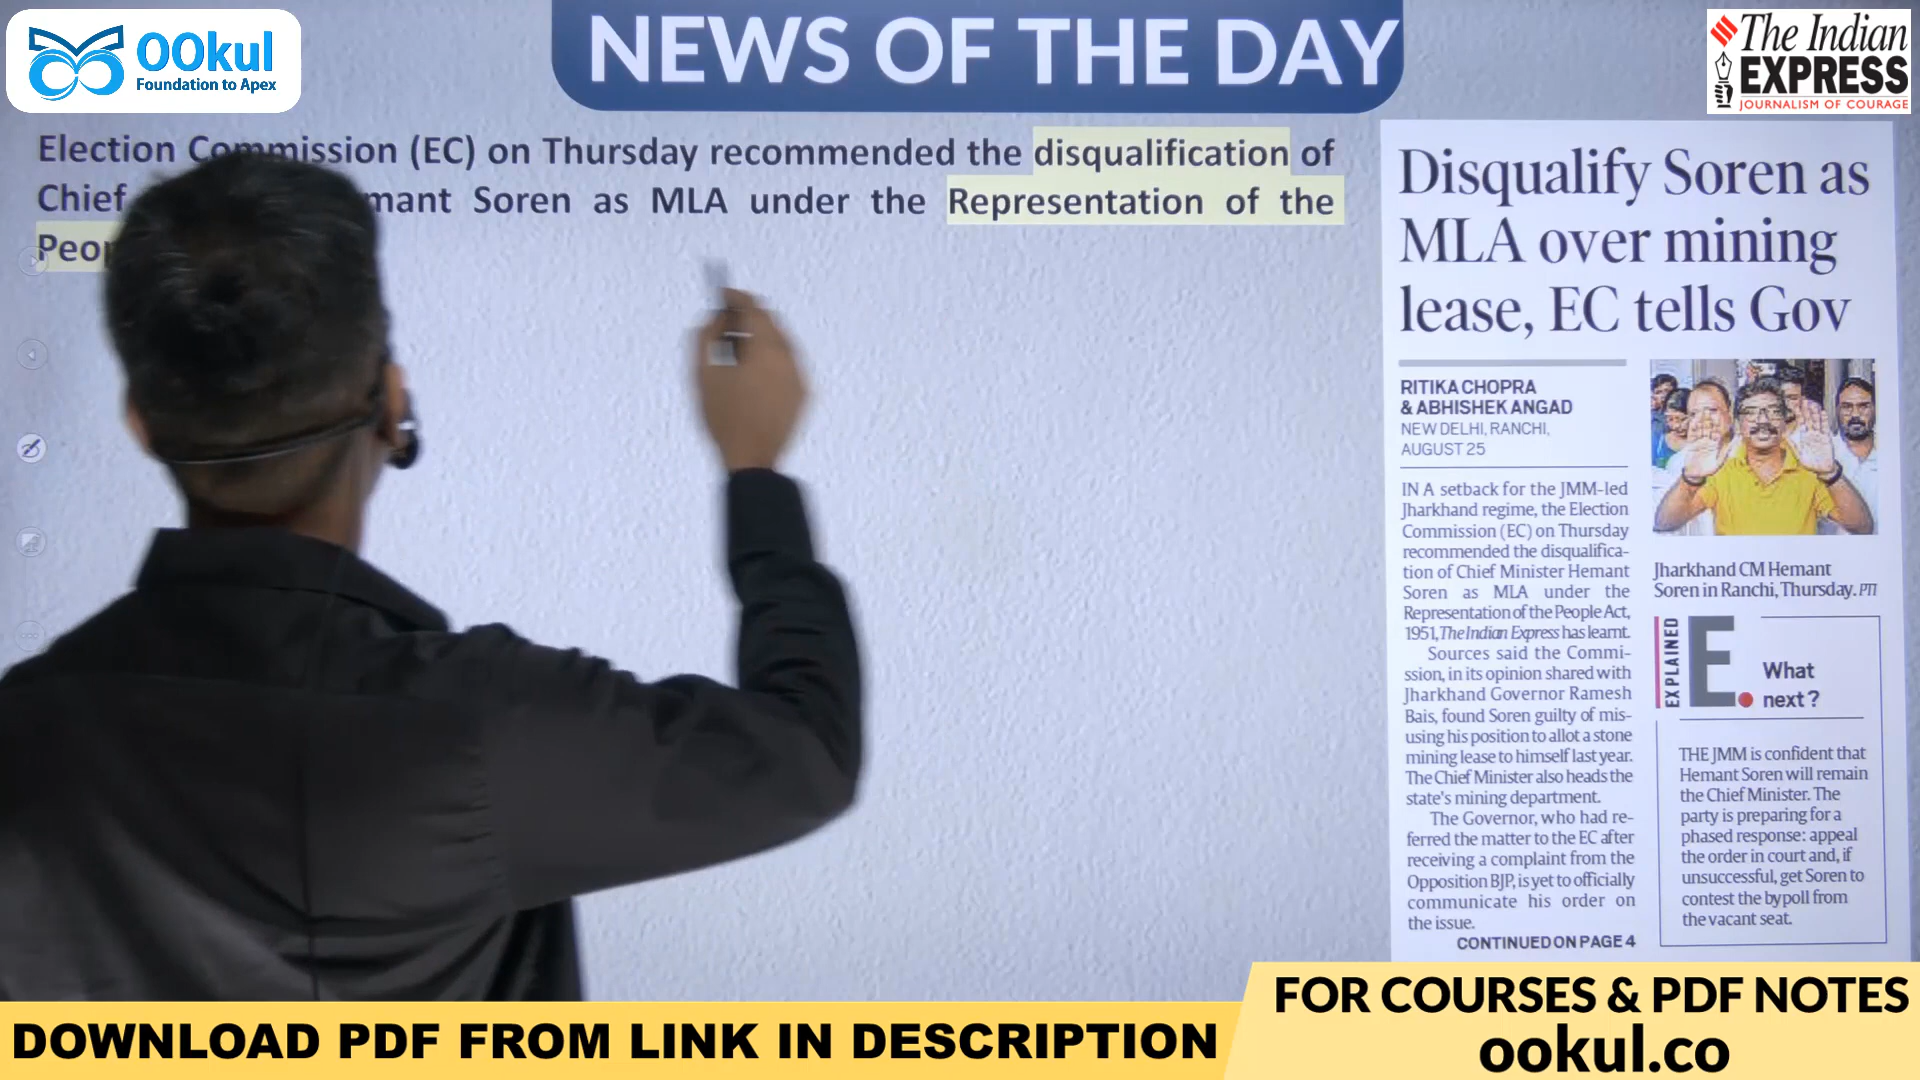 OOkul
Foundation to Apex
NEWS OF THE DAY
The Indian
EXPRESS
JOURNALISM OF COURAGE
Election Commission (EC) on Thursday recommended the disqualification of
Chief mant Soren as MLA under the Representation of the
Peop
Disqualify Soren as
MLA over mining
lease, EC tells Gov
RITIKA CHOPRA
& ABHISHEK ANGAD
NEW DELHI, RANCHI,
AUGUST 25
IN A setback for the JMM-led
Jharkhand regime, the Election
Commission (EC) on Thursday
recommended the disqualifica-
tion of Chief Minister Hemant
Soren as MLA under the
Representation of the People Act,
1951, The Indian Express has learnt.
Sources said the Commi-
ssion, in its opinion shared with
Jharkhand Governor Ramesh
Bais, found Soren guilty of mis-
using his position to allot a stone
mining lease to himself last year.
The Chief Minister also heads the
state's mining department.
The Governor, who had re-
ferred the matter to the EC after
receiving a complaint from the
Opposition BJP, is yet to officially
communicate his order on
the issue.
CONTINUED ON PAGE 4
Jharkhand CM Hemant
Soren in Ranchi, Thursday. PTI
EXPLAINED
E.
What
next?
THE JMM is confident that
Hemant Soren will remain
the Chief Minister. The
party is preparing for a
phased response: appeal
the order in court and, if
unsuccessful, get Soren to
contest the bypoll from
the vacant seat.
DOWNLOAD PDF FROM LINK IN DESCRIPTION
FOR COURSES & PDF NOTES
ookul.co